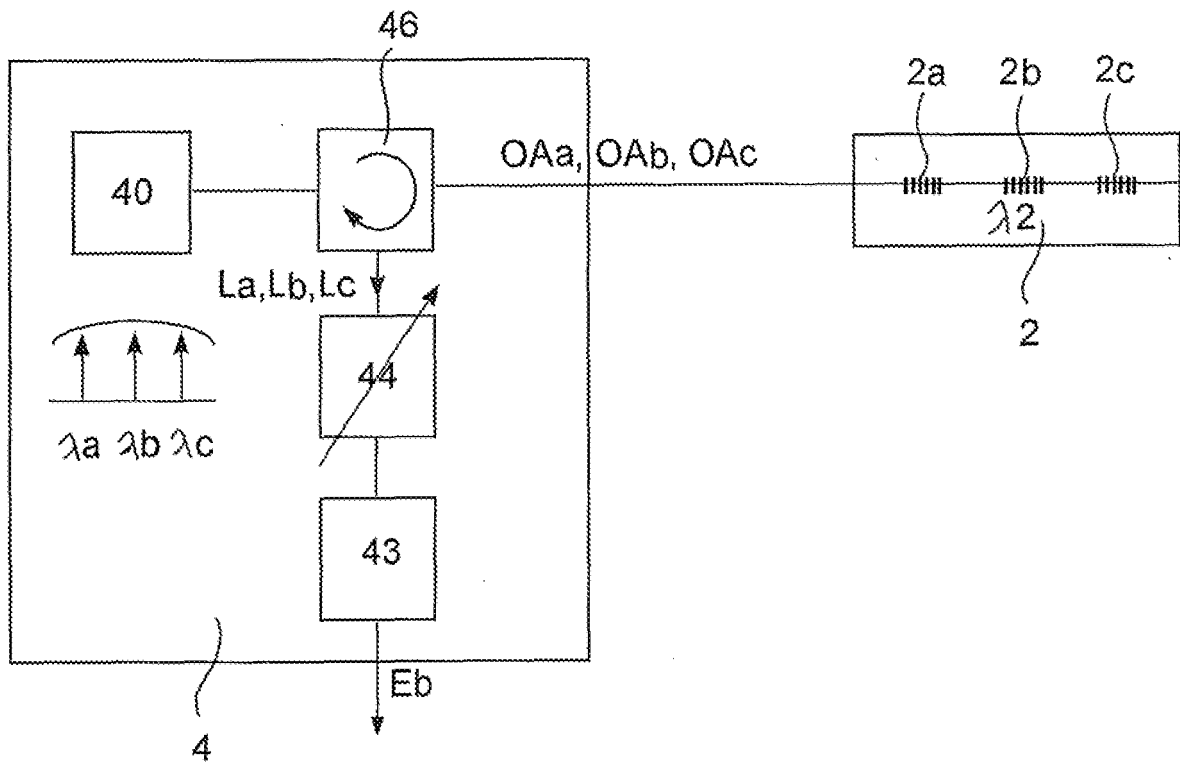 46
2a 2b 2c
OAa, OAb, OAc
40
λ2
La,Lb,Lc
2
44
λa λb λc
43
Eb
4